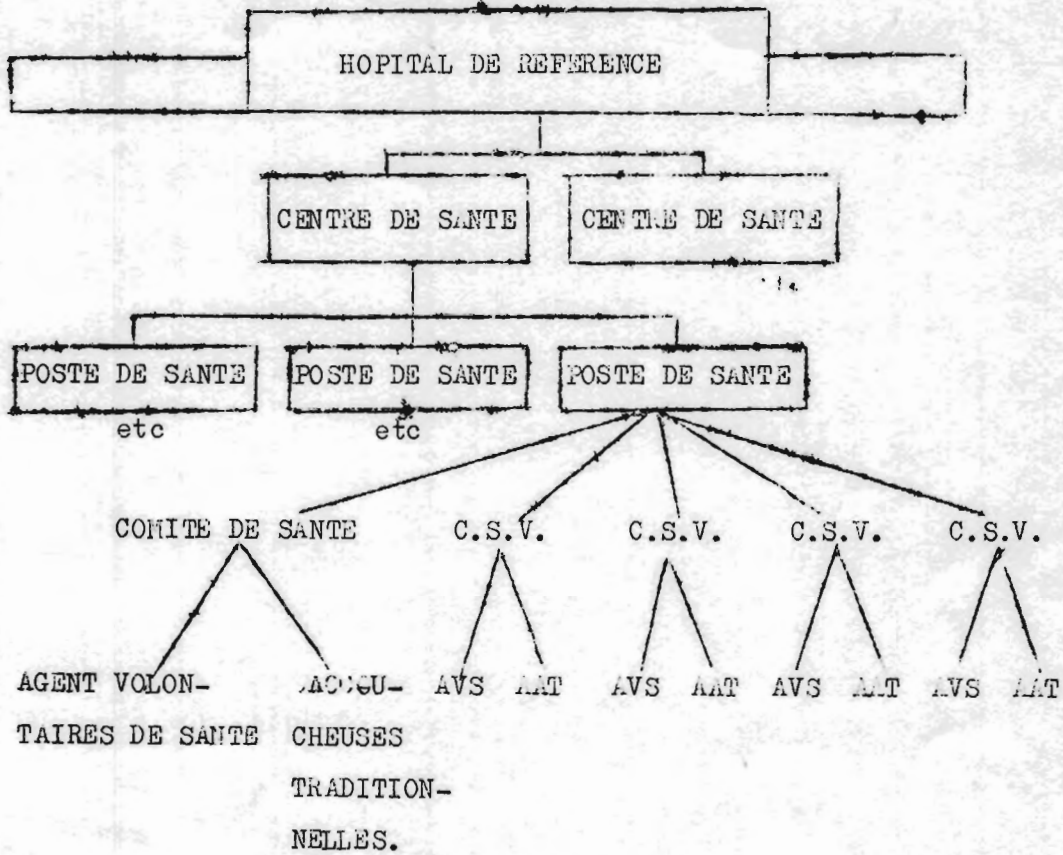 HOPITAL DE REFERENCE
CENTRE DE SANTE CENTRE DE SANTE
POSTE DE SANTE POSTE DE SANTE POSTE DE SANTE
etc etc
COMITE DE SANTE C.S.V. C.S.V. C.S.V. C.S.V.
AGENT VOLON-
TAIRES DE SANTE
CHEUSES
TRADITION-
NELLES.
AVS AAT AVS AAT AVS AAT AVS AAT